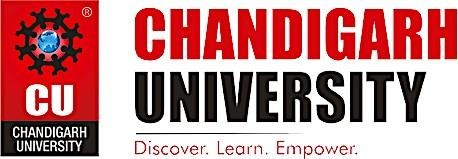 ®
CU
CHANDIGARH
UNIVERSITY
CHANDIGARH
UNIVERSITY
Discover. Learn. Empower.